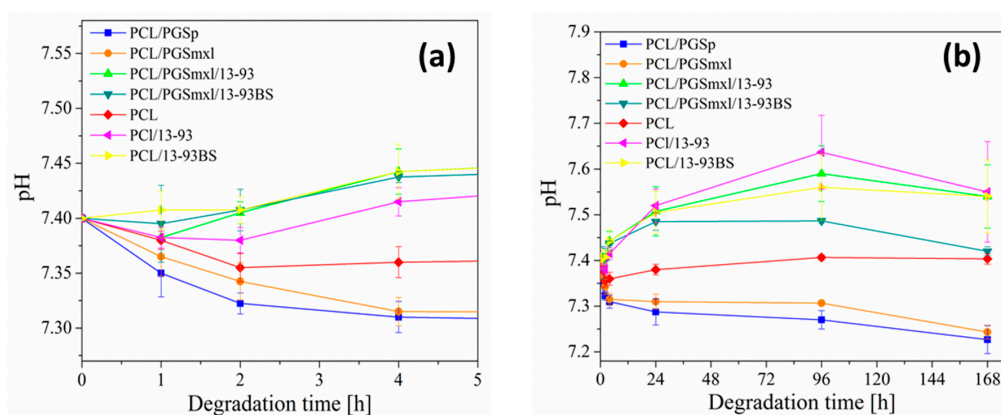 (a)
PCL/PGSp
PCL/PGSmxl
PCL/PGSmxl/13-93
PCL/PGSmxl/13-93BS
PCL
PCl/13-93
PCL/13-93BS
pH
7.55
7.50
7.45
7.40
7.35
7.30
0 1 2 3 4 5
Degradation time [h]
(b)
PCL/PGSp
PCL/PGSmxl
PCL/PGSmxl/13-93
PCL/PGSmxl/13-93BS
PCL
PCl/13-93
PCL/13-93BS
pH
7.9
7.8
7.7
7.6
7.5
7.4
7.3
7.2
0 24 48 72 96 120 144 168
Degradation time [h]